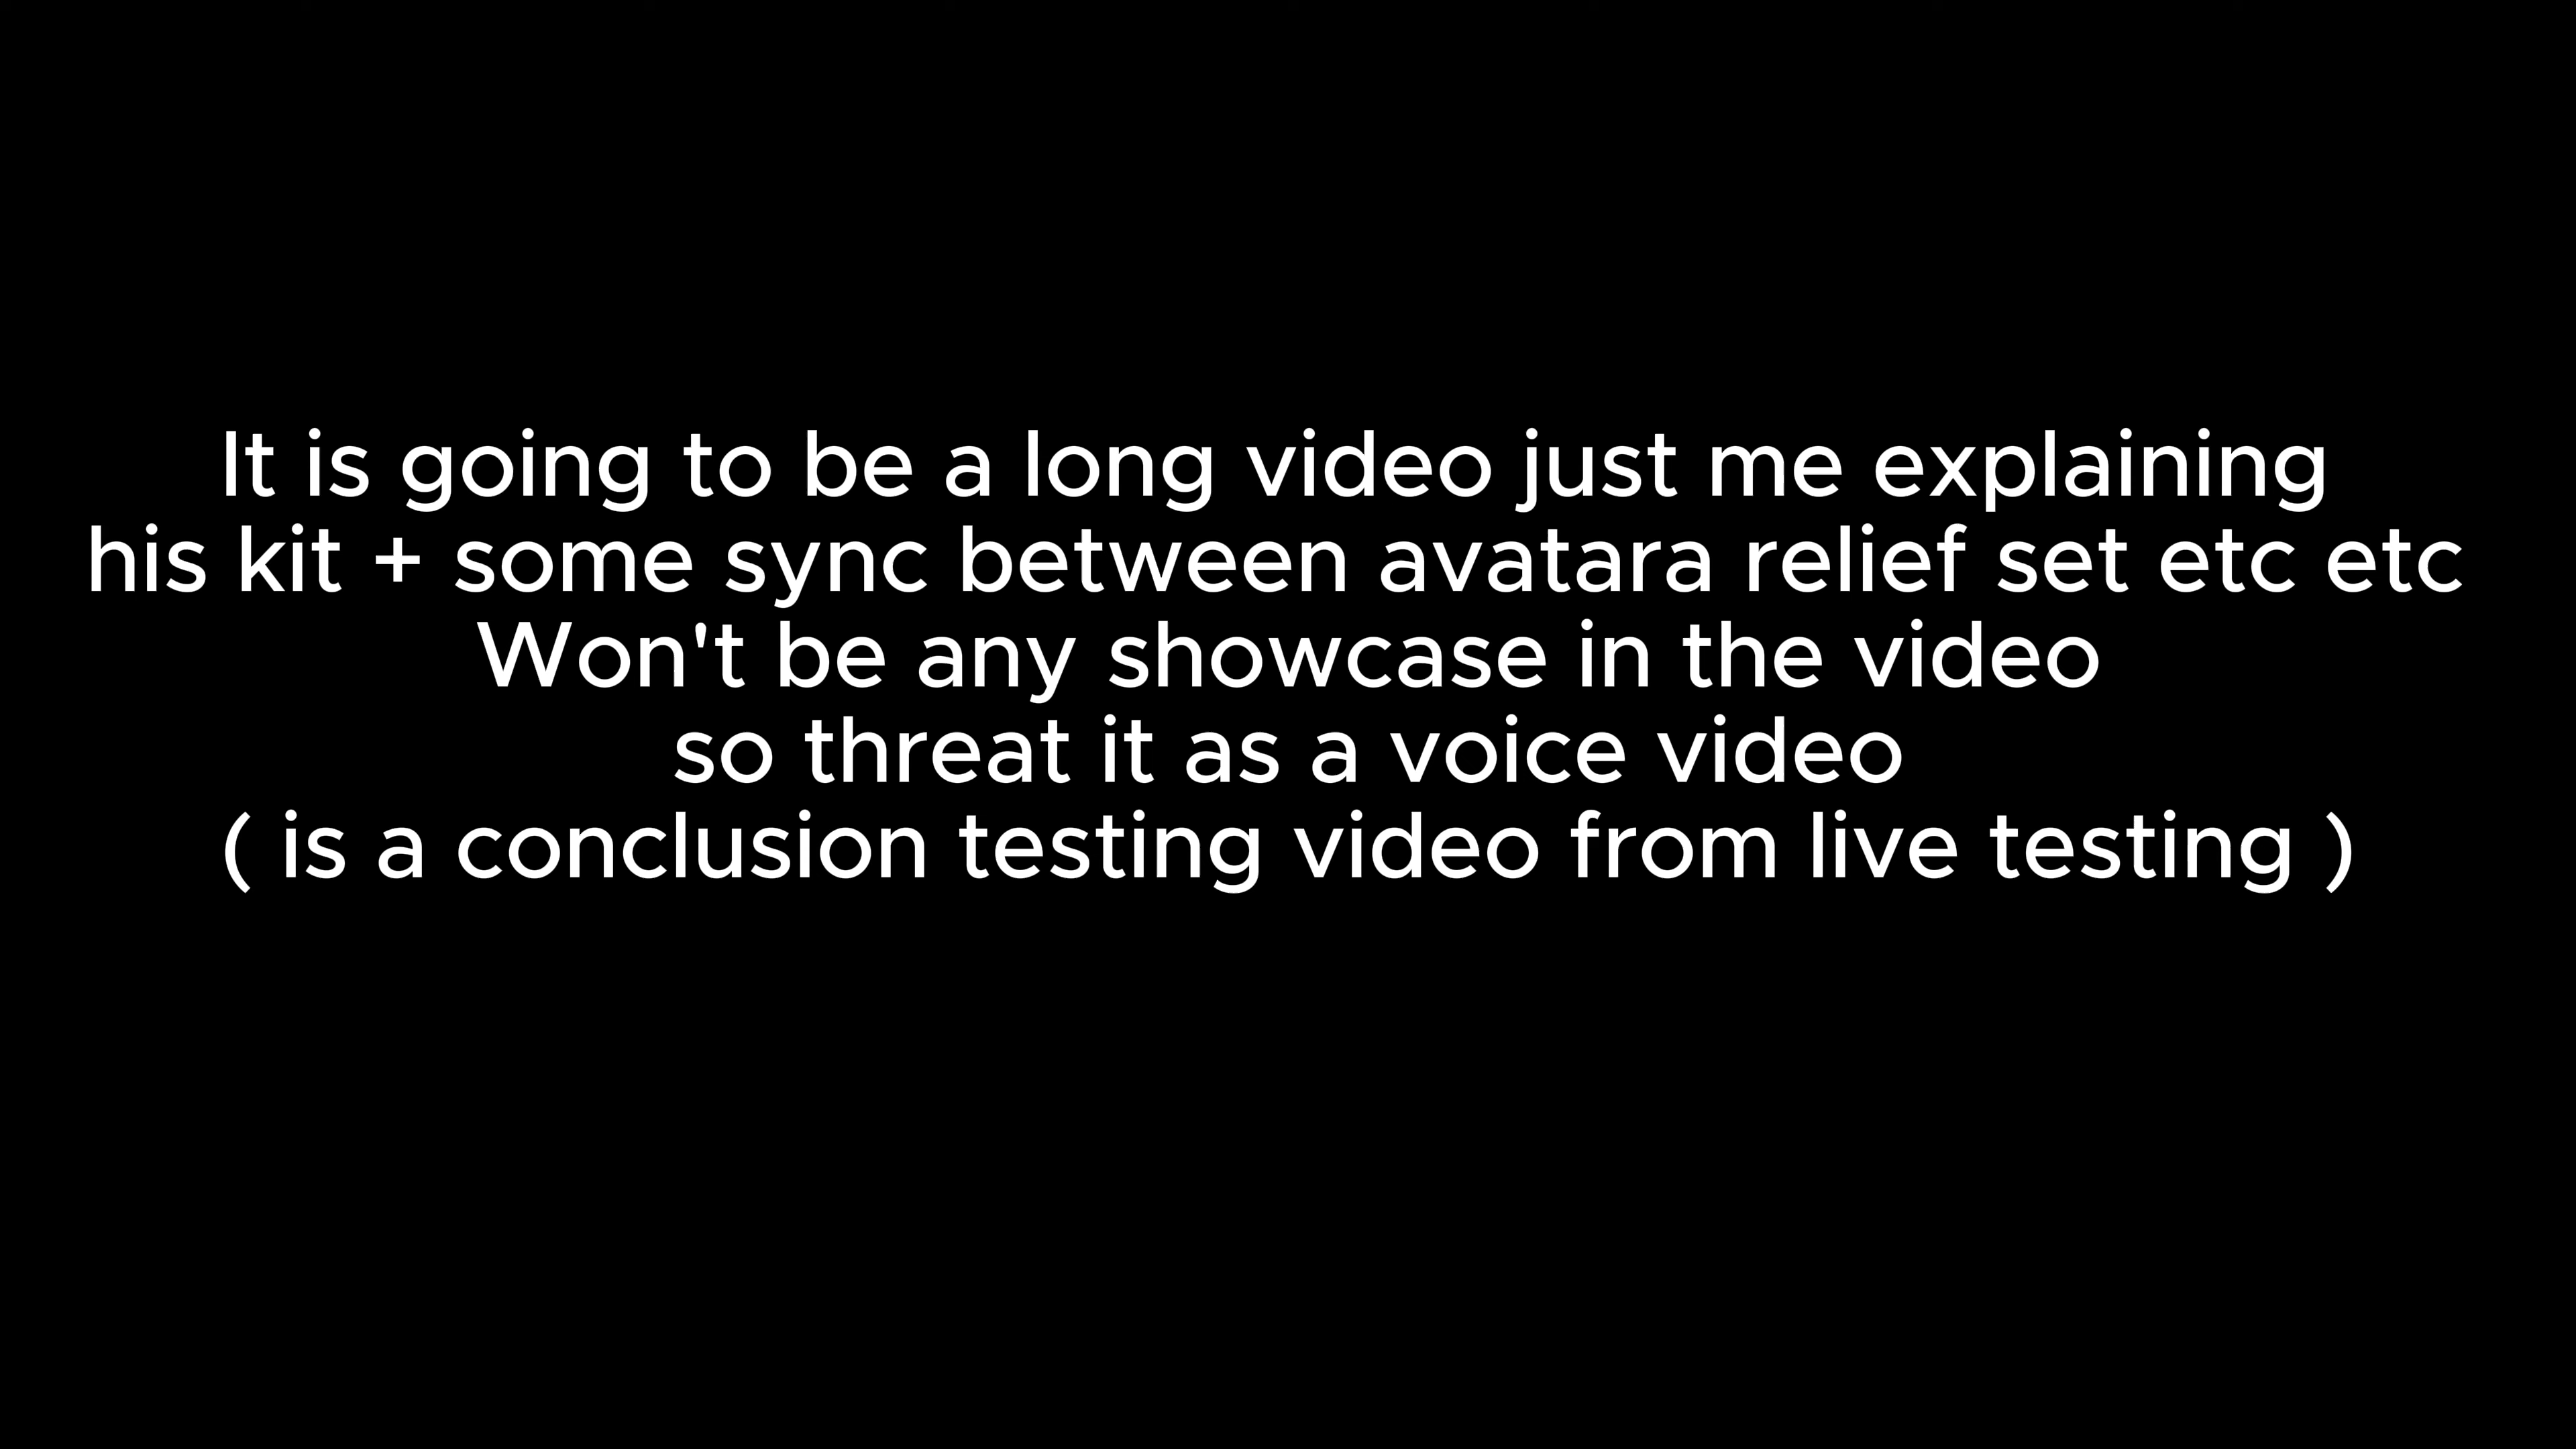 It is going to be a long video just me explaining
his kit + some sync between avatara relief set etc etc
Won't be any showcase in the video
so threat it as a voice video
( is a conclusion testing video from live testing )